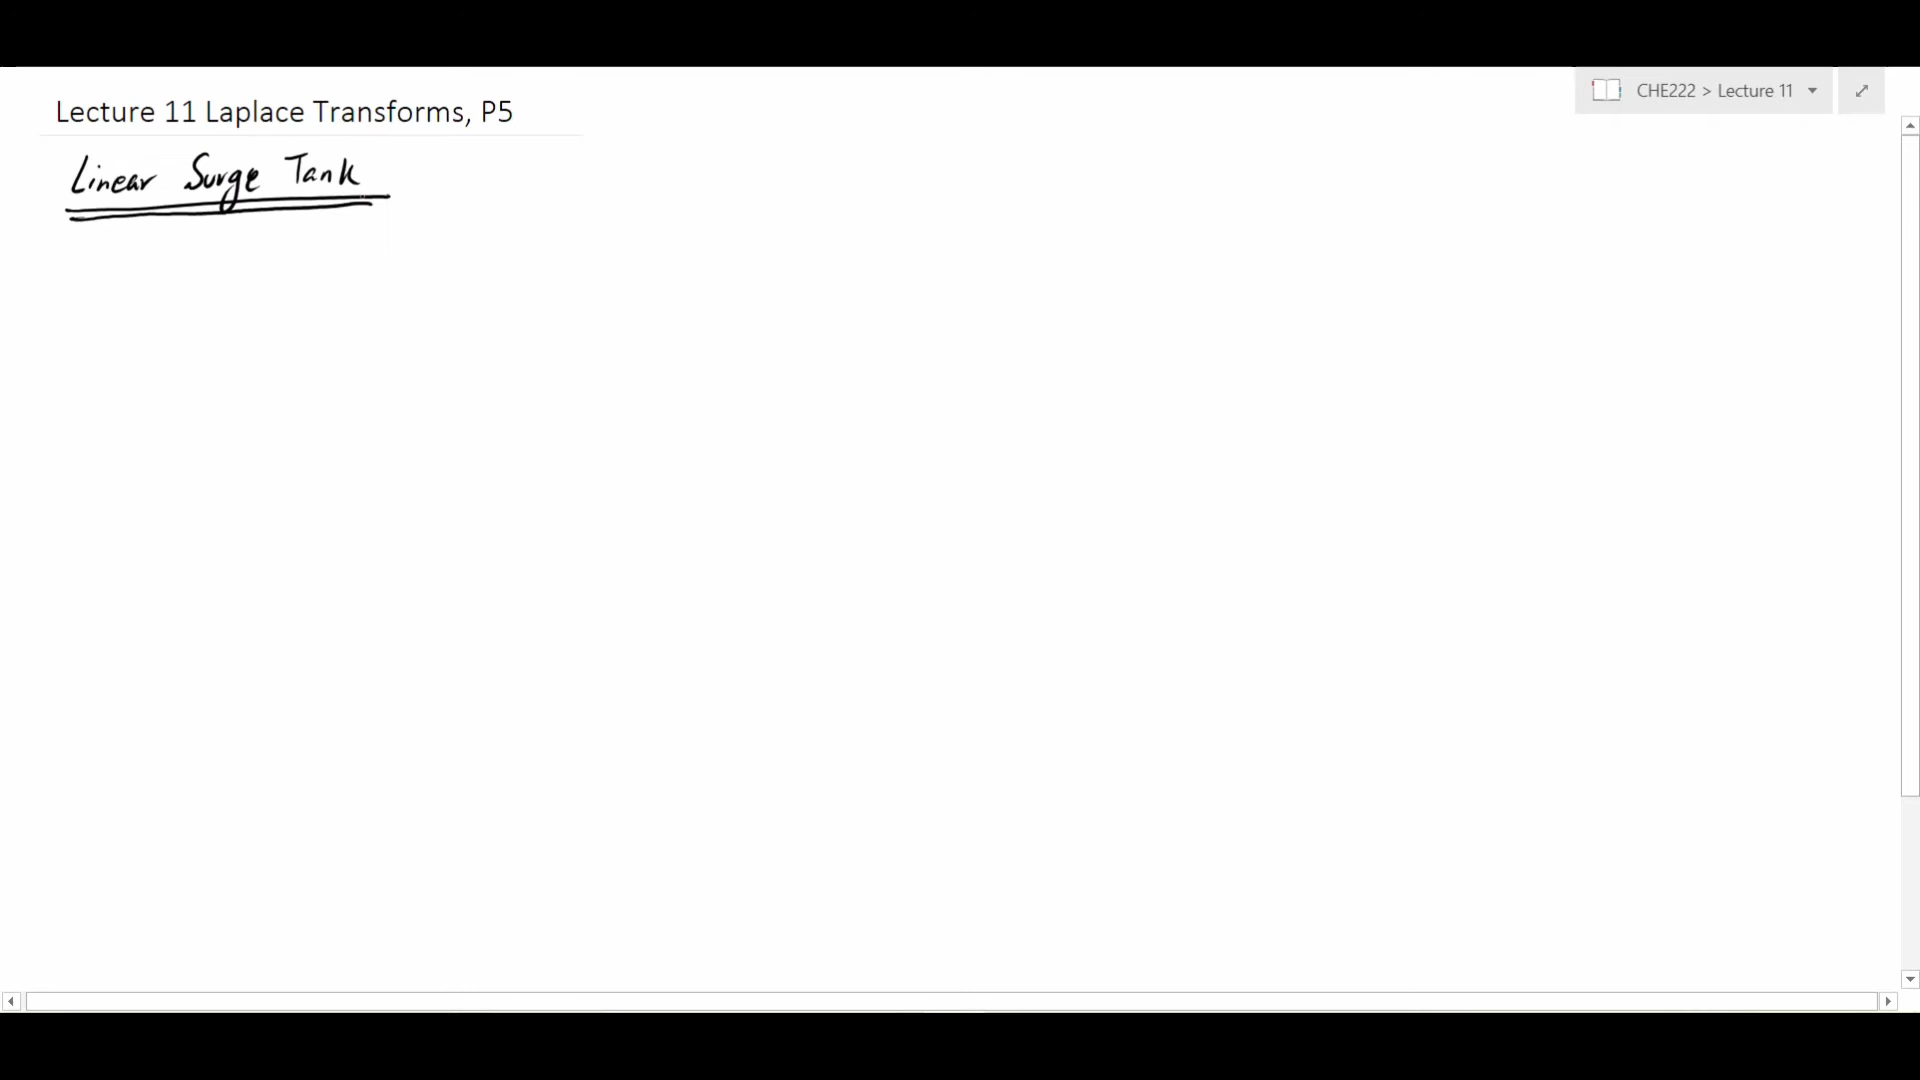 CHE222 > Lecture 11
Lecture 11 Laplace Transforms, P5
Linear Surge Tank